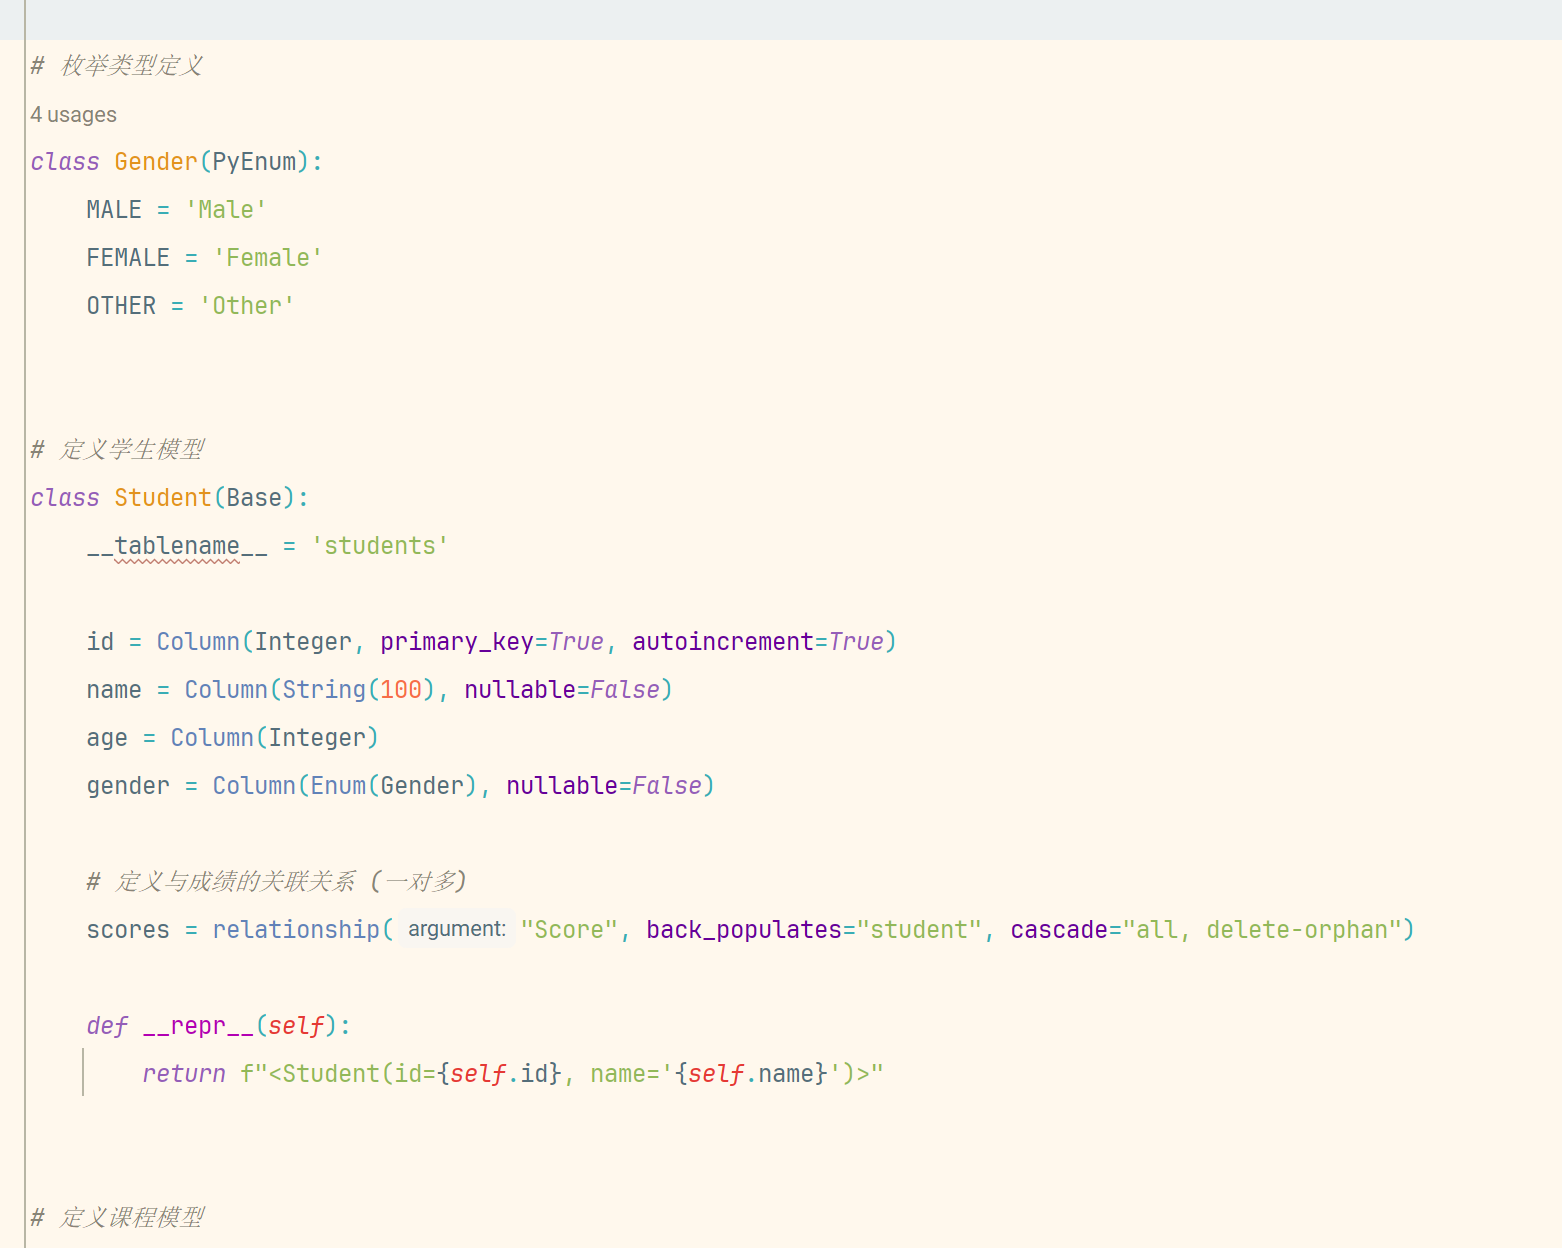 # 枚举类型定义
4 usages
class Gender(PyEnum):
    MALE = 'Male'
    FEMALE = 'Female'
    OTHER = 'Other'
# 定义学生模型
class Student(Base):
    __tablename__ = 'students'
    id = Column(Integer, primary_key=True, autoincrement=True)
    name = Column(String(100), nullable=False)
    age = Column(Integer)
    gender = Column(Enum(Gender), nullable=False)
    # 定义与成绩的关联关系 (一对多)
    scores = relationship( argument: "Score", back_populates="student", cascade="all, delete-orphan")
    def __repr__(self):
        return f"<Student(id={self.id}, name='{self.name}')>"
# 定义课程模型